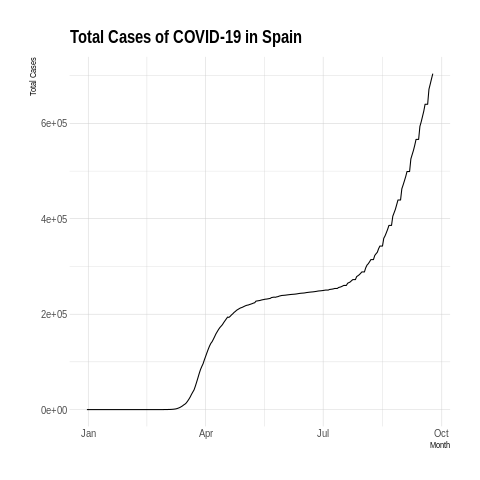 Total Cases of COVID-19 in Spain
Total Cases
6e+05
4e+05
2e+05
0e+00
Jan Apr Jul Oct
Month